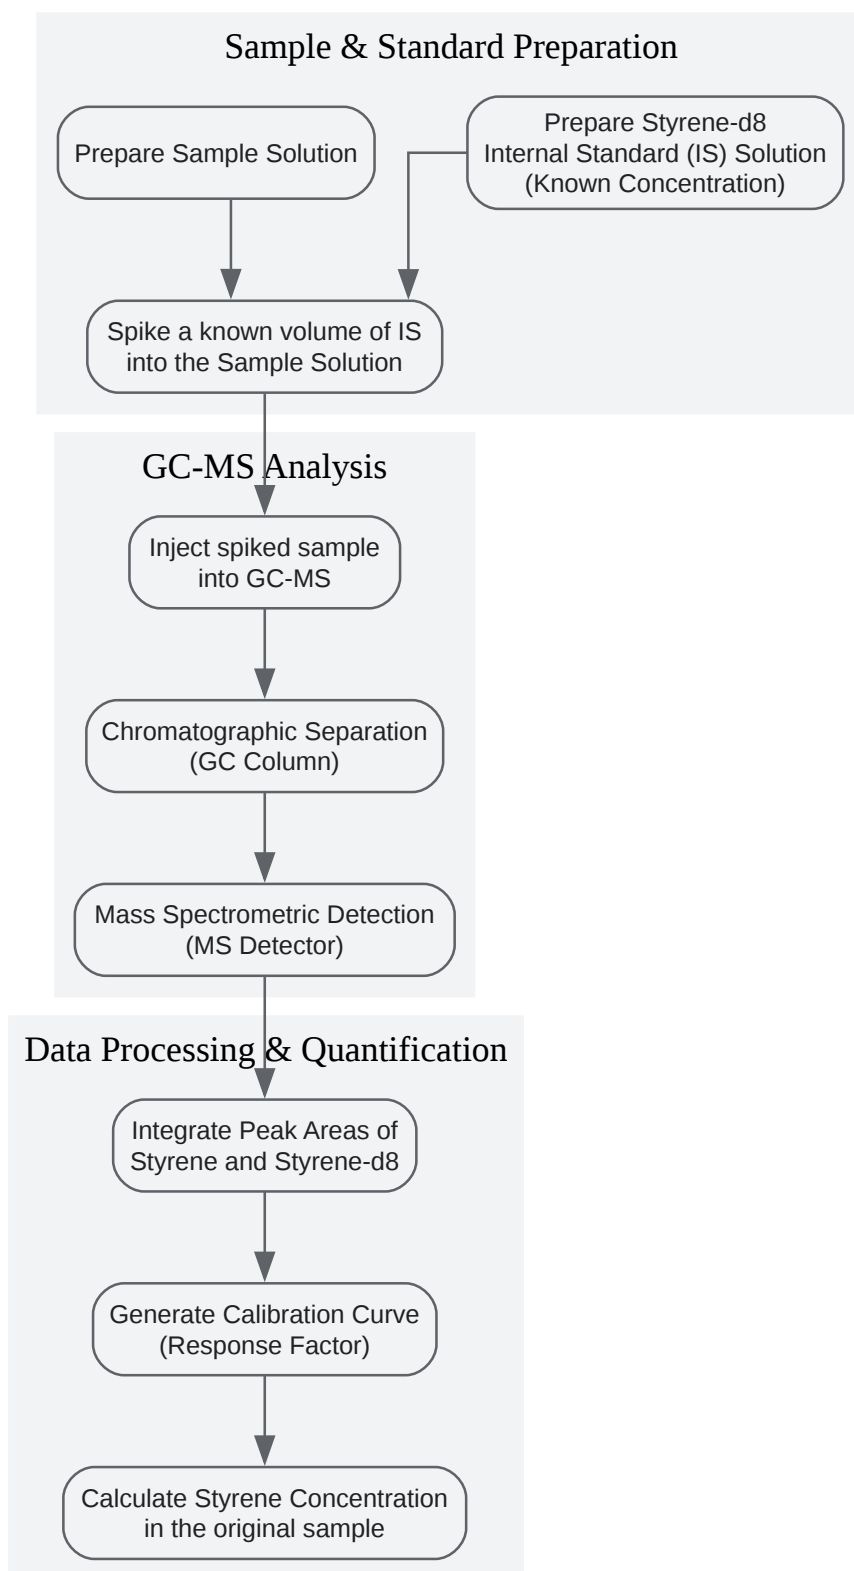 Sample & Standard Preparation
Prepare Sample Solution
Prepare Styrene-d8
Internal Standard (IS) Solution
(Known Concentration)
Spike a known volume of IS
into the Sample Solution
GC-MS Analysis
Inject spiked sample
into GC-MS
Chromatographic Separation
(GC Column)
Mass Spectrometric Detection
(MS Detector)
Data Processing & Quantification
Integrate Peak Areas of
Styrene and Styrene-d8
Generate Calibration Curve
(Response Factor)
Calculate Styrene Concentration
in the original sample